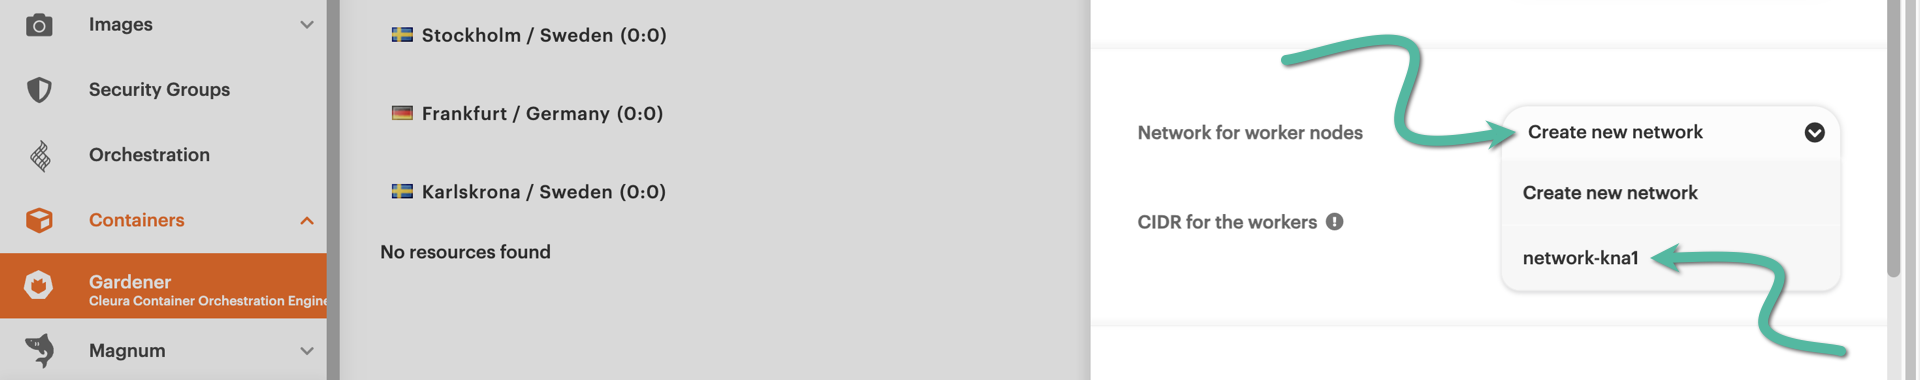 Images
Security Groups
Orchestration
Containers
Gardener
Cleura Container Orchestration Engine
Magnum
Stockholm / Sweden (0:0)
Frankfurt / Germany (0:0)
Karlskrona / Sweden (0:0)
No resources found
Network for worker nodes
Create new network
Create new network
CIDR for the workers
network-kna1